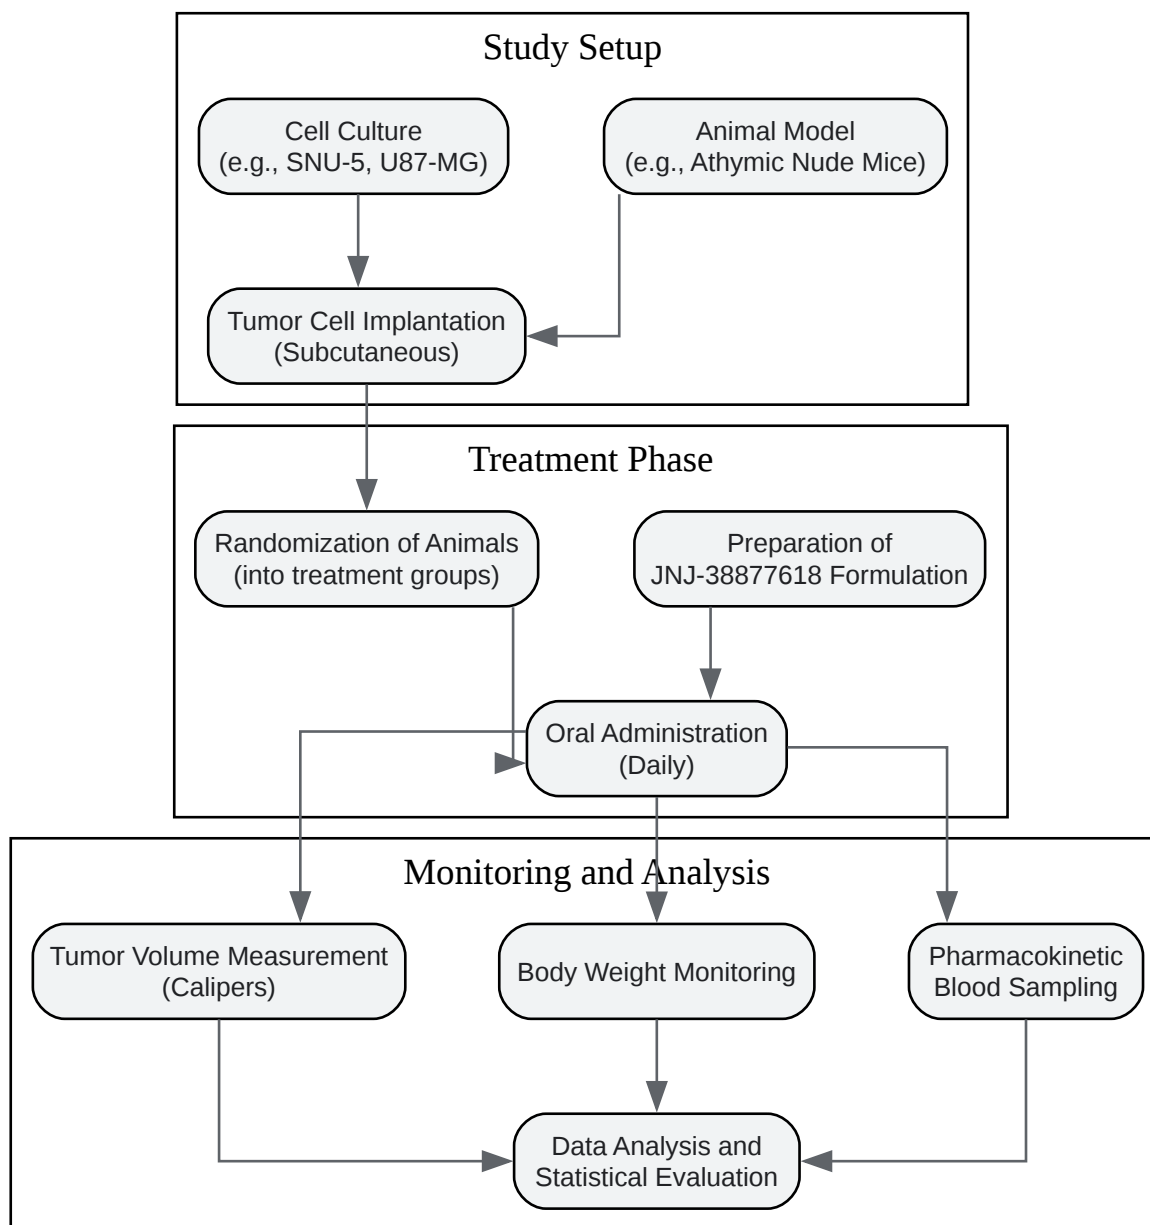 Study Setup
Cell Culture
(e.g., SNU-5, U87-MG)
Animal Model
(e.g., Athymic Nude Mice)
Tumor Cell Implantation
(Subcutaneous)
Treatment Phase
Randomization of Animals
(into treatment groups)
Preparation of
JNJ-38877618 Formulation
Oral Administration
(Daily)
Monitoring and Analysis
Tumor Volume Measurement
(Calipers)
Body Weight Monitoring
Pharmacokinetic
Blood Sampling
Data Analysis and
Statistical Evaluation